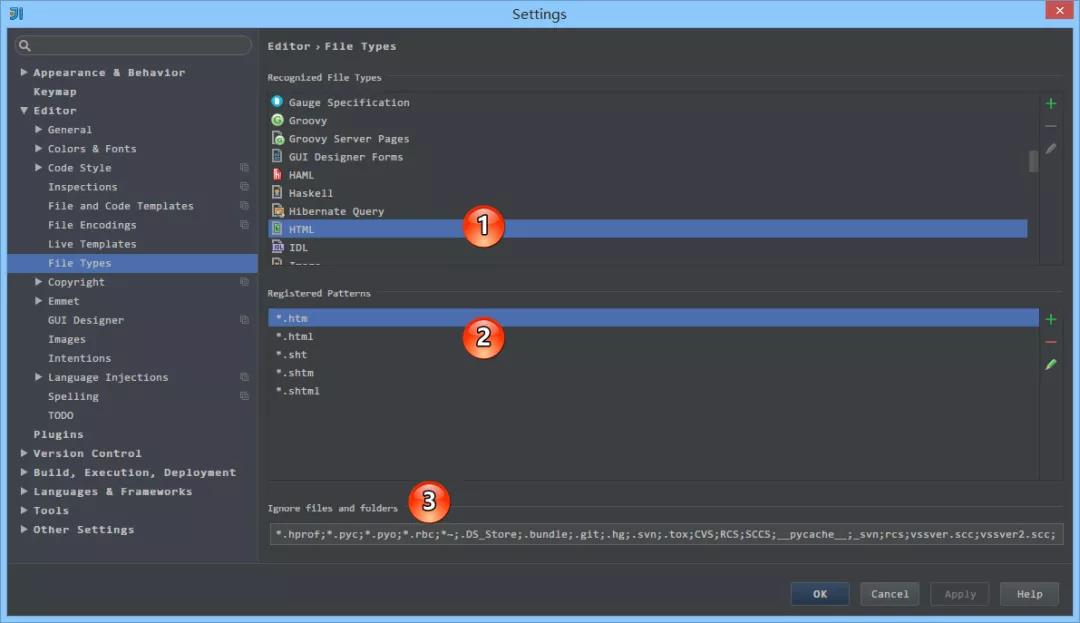 Settings
Editor › File Types
Appearance & Behavior
Keymap
Editor
General
Colors & Fonts
Code Style
Inspections
File and Code Templates
File Encodings
Live Templates
File Types
Copyright
Emmet
GUI Designer
Images
Intentions
Language Injections
Spelling
TODO
Plugins
Version Control
Build, Execution, Deployment
Languages & Frameworks
Tools
Other Settings
Recognized File Types
Gauge Specification
Groovy
Groovy Server Pages
GUI Designer Forms
HAML
Haskell
Hibernate Query
HTML
IDL
1
Registered Patterns
*.htm
*.html
*.sht
*.shtm
*.shtml
2
Ignore files and folders
3
*.hprof;*.pyc;*.pyo;*.rbc;*~;.DS_Store;.bundle;.git;.hg;.svn;.tox;CVS;RCS;SCCS;__pycache__;_svn;rcs;vssver.scc;vssver2.scc;
OK
Cancel
Apply
Help